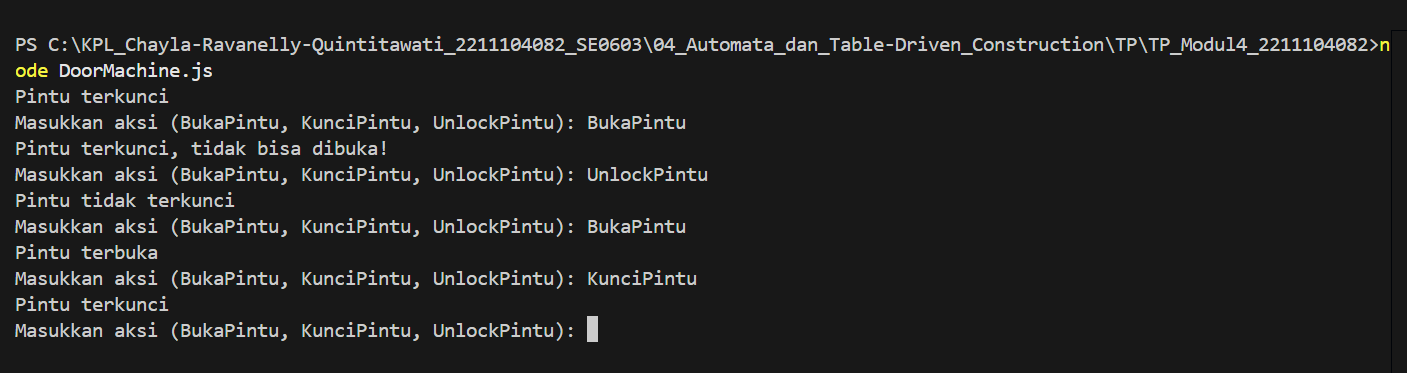 PS C:\KPL_Chayla-Ravanelly-Quintitawati_2211104082_SE0603\04_Automata_dan_Table-Driven_Construction\TP\TP_Modul4_2211104082>n
ode DoorMachine.js
Pintu terkunci
Masukkan aksi (BukaPintu, KunciPintu, UnlockPintu): BukaPintu
Pintu terkunci, tidak bisa dibuka!
Masukkan aksi (BukaPintu, KunciPintu, UnlockPintu): UnlockPintu
Pintu tidak terkunci
Masukkan aksi (BukaPintu, KunciPintu, UnlockPintu): BukaPintu
Pintu terbuka
Masukkan aksi (BukaPintu, KunciPintu, UnlockPintu): KunciPintu
Pintu terkunci
Masukkan aksi (BukaPintu, KunciPintu, UnlockPintu):